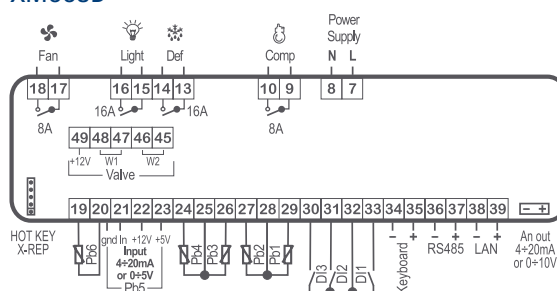 Fan
Light
Def
Comp
Power
Supply
N L
18 17
16 15 14 13
10 9
8 7
8A
16A
16A
8A
49 48 47 46 45
+12V
W1
W2
Valve
19 20 21 22 23 24 25 26 27 28 29 30 31 32 33 34 35 36 37 38 39
- +
HOT KEY
X-REP
Pb6
gnd In +12V +5V
Input
4÷20mA
or 0÷5V
Pb5
Pb4
Pb3
Pb2
Pb1
DI3
DI2
DI1
- +
Keyboard
- +
RS485
- +
LAN
An out
4÷20mA
or 0÷10V